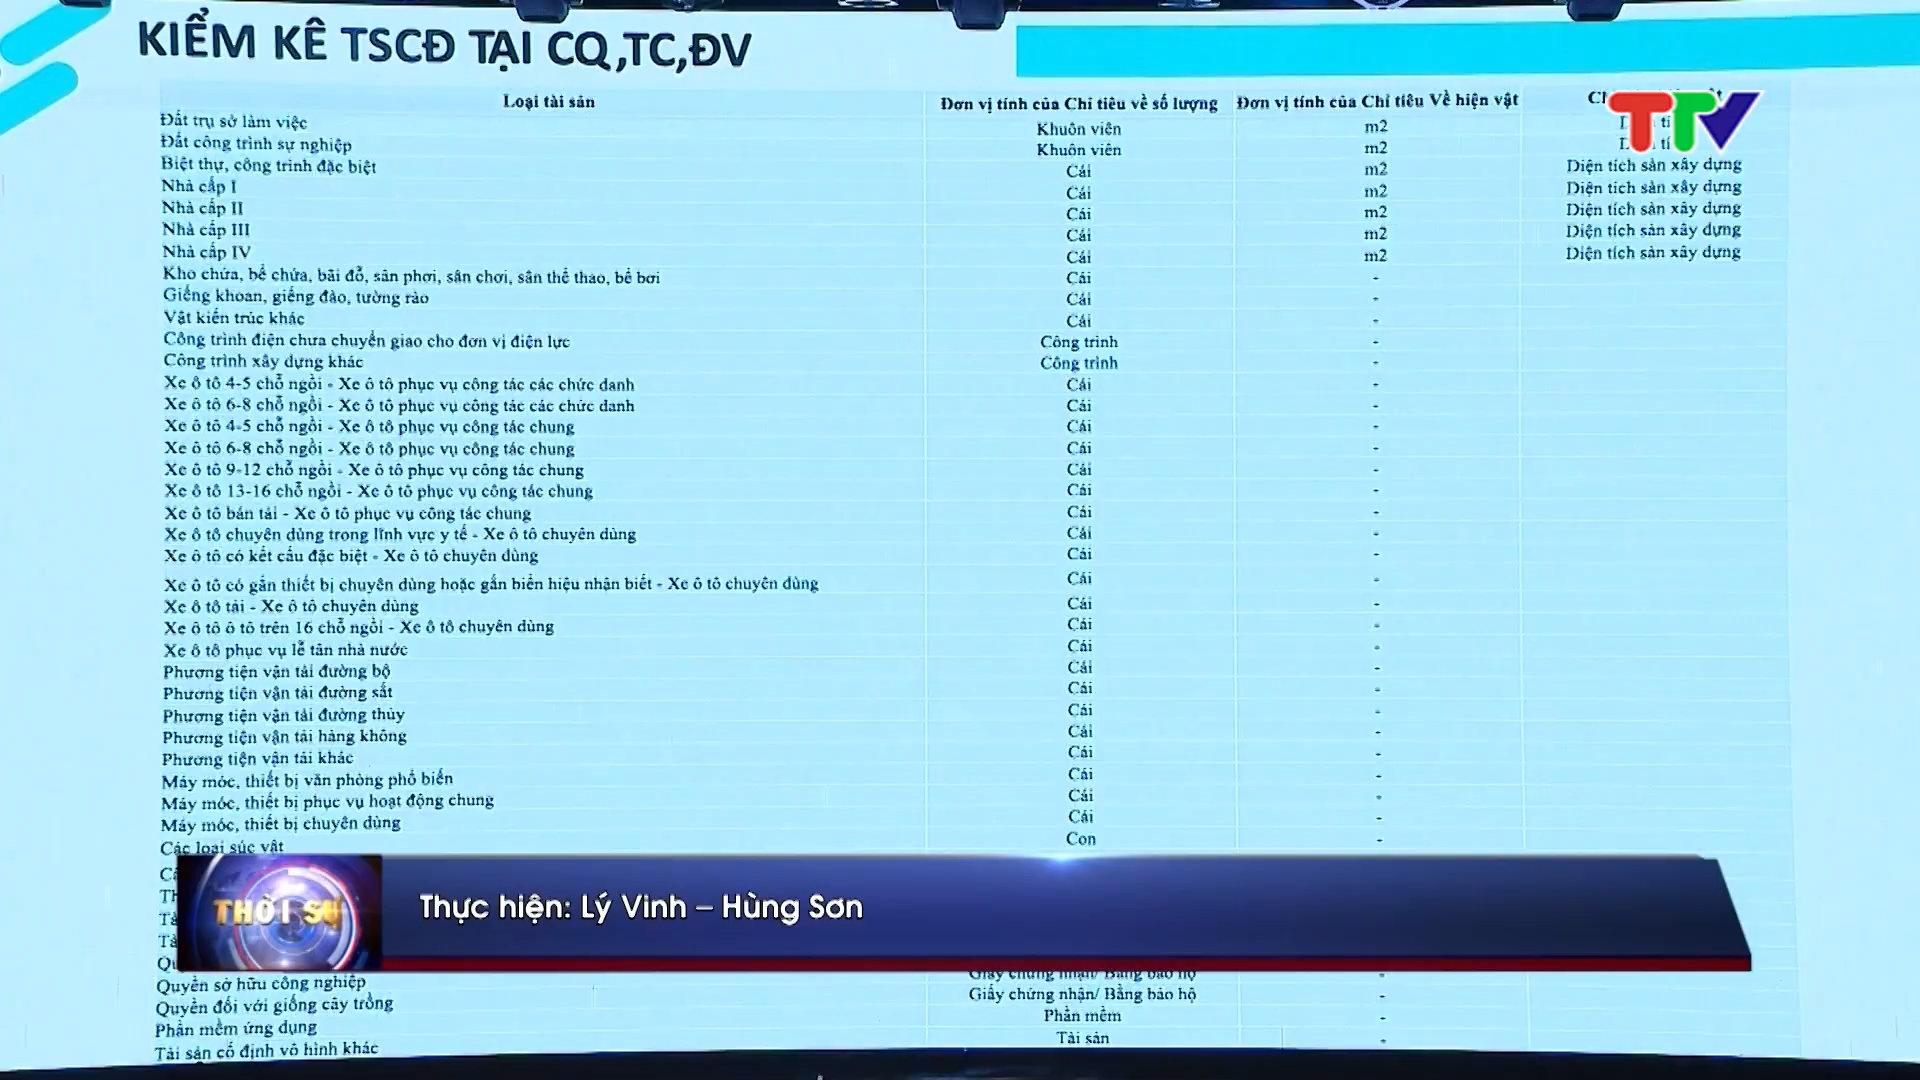 KIỂM KÊ TSCĐ TẠI CQ,TC,ĐV
TTV
Loại tài sản Đơn vị tính của Chỉ tiêu về số lượng Đơn vị tính của Chỉ tiêu Về hiện vật
Đất trụ sở làm việc Khuôn viên m2
Đất công trình sự nghiệp Khuôn viên m2
Biệt thự, công trình đặc biệt Cái m2 Diện tích sàn xây dựng
Nhà cấp I Cái m2 Diện tích sàn xây dựng
Nhà cấp II Cái m2 Diện tích sàn xây dựng
Nhà cấp III Cái m2 Diện tích sàn xây dựng
Nhà cấp IV Cái m2 Diện tích sàn xây dựng
Kho chứa, bể chứa, bãi đỗ, sân phơi, sân chơi, sân thể thao, bể bơi Cái -
Giếng khoan, giếng đào, tường rào Cái -
Vật kiến trúc khác Cái -
Công trình điện chưa chuyển giao cho đơn vị điện lực Công trình -
Công trình xây dựng khác Công trình -
Xe ô tô 4-5 chỗ ngồi - Xe ô tô phục vụ công tác các chức danh Cái -
Xe ô tô 6-8 chỗ ngồi - Xe ô tô phục vụ công tác các chức danh Cái -
Xe ô tô 4-5 chỗ ngồi - Xe ô tô phục vụ công tác chung Cái -
Xe ô tô 6-8 chỗ ngồi - Xe ô tô phục vụ công tác chung Cái -
Xe ô tô 9-12 chỗ ngồi - Xe ô tô phục vụ công tác chung Cái -
Xe ô tô 13-16 chỗ ngồi - Xe ô tô phục vụ công tác chung Cái -
Xe ô tô bán tải - Xe ô tô phục vụ công tác chung Cái -
Xe ô tô chuyên dùng trong lĩnh vực y tế - Xe ô tô chuyên dùng Cái -
Xe ô tô có kết cấu đặc biệt - Xe ô tô chuyên dùng Cái -
Xe ô tô có gắn thiết bị chuyên dùng hoặc gắn biển hiệu nhận biết - Xe ô tô chuyên dùng Cái -
Xe ô tô tải - Xe ô tô chuyên dùng Cái -
Xe ô tô ô tô trên 16 chỗ ngồi - Xe ô tô chuyên dùng Cái -
Xe ô tô phục vụ lễ tân nhà nước Cái -
Phương tiện vận tải đường bộ Cái -
Phương tiện vận tải đường sắt Cái -
Phương tiện vận tải đường thủy Cái -
Phương tiện vận tải hàng không Cái -
Phương tiện vận tải khác Cái -
Máy móc, thiết bị văn phòng phổ biến Cái -
Máy móc, thiết bị phục vụ hoạt động chung Cái -
Máy móc, thiết bị chuyên dùng Cái -
Các loại súc vật Con -
THỜI SỰ
Thực hiện: Lý Vinh – Hùng Sơn
Giấy chứng nhận/ Bằng bảo hộ -
Quyền sở hữu công nghiệp Giấy chứng nhận/ Bằng bảo hộ -
Quyền đối với giống cây trồng Phần mềm -
Phần mềm ứng dụng Tài sản -
Tài sản cố định vô hình khác